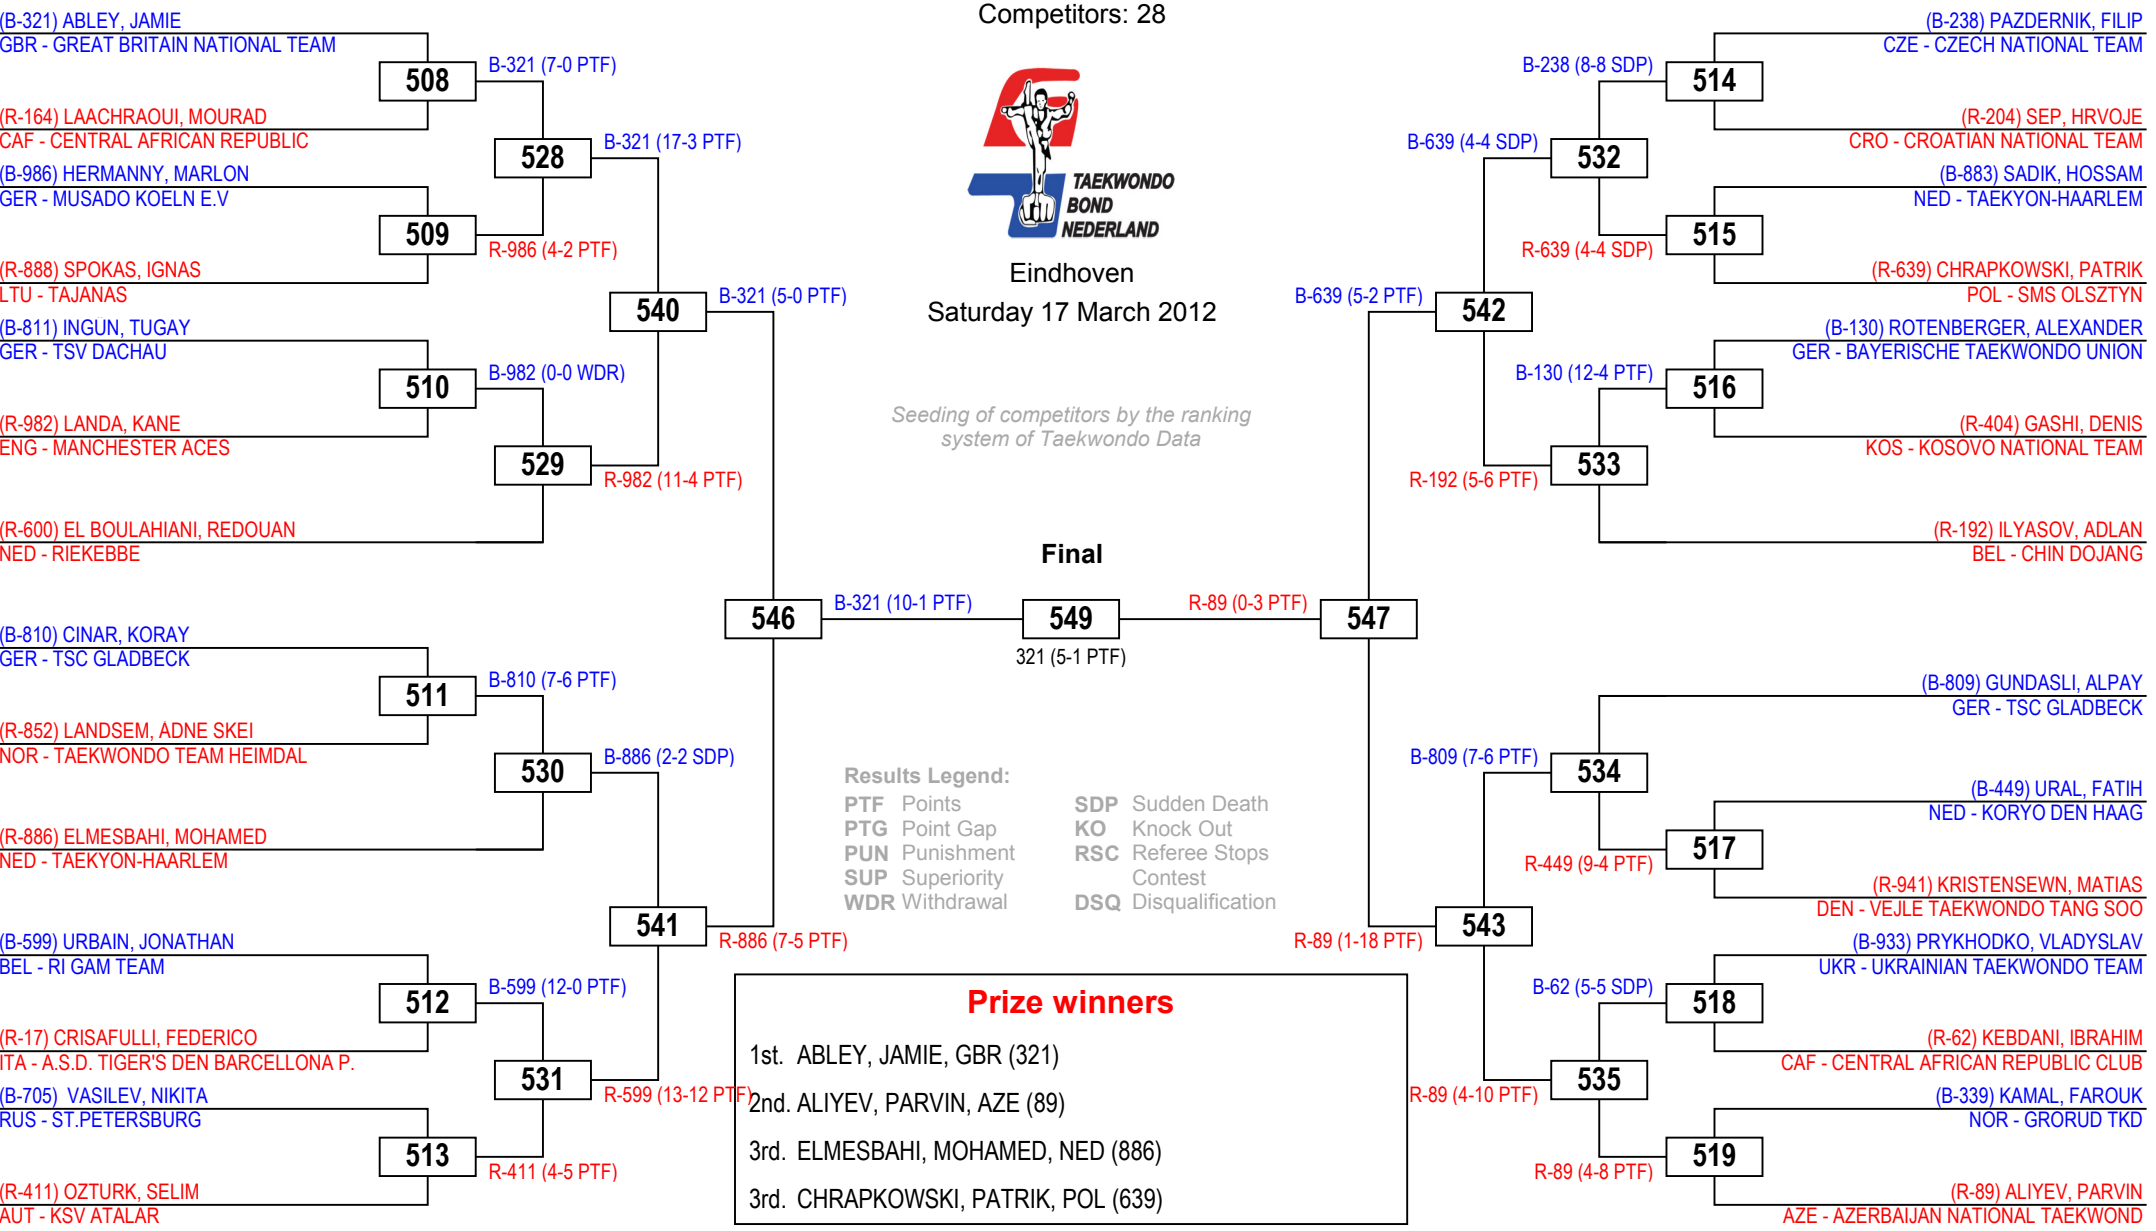 Competitors: 28
TAEKWONDO
BOND
NEDERLAND
Eindhoven
Saturday 17 March 2012
Seeding of competitors by the ranking
system of Taekwondo Data
(B-321) ABLEY, JAMIE
GBR - GREAT BRITAIN NATIONAL TEAM
508
B-321 (7-0 PTF)
(R-164) LAACHRAOUI, MOURAD
CAF - CENTRAL AFRICAN REPUBLIC
528
B-321 (17-3 PTF)
(B-986) HERMANNY, MARLON
GER - MUSADO KOELN E.V
509
R-986 (4-2 PTF)
(R-888) SPOKAS, IGNAS
LTU - TAJANAS
540
B-321 (5-0 PTF)
(B-811) INGÜN, TUGAY
GER - TSV DACHAU
510
B-982 (0-0 WDR)
(R-982) LANDA, KANE
ENG - MANCHESTER ACES
529
R-982 (11-4 PTF)
(R-600) EL BOULAHIANI, REDOUAN
NED - RIEKEBBE
546
B-321 (10-1 PTF)
(B-810) CINAR, KORAY
GER - TSC GLADBECK
511
B-810 (7-6 PTF)
(R-852) LANDSEM, ÅDNE SKEI
NOR - TAEKWONDO TEAM HEIMDAL
530
B-886 (2-2 SDP)
(R-886) ELMESBAHI, MOHAMED
NED - TAEKYON-HAARLEM
541
R-886 (7-5 PTF)
(B-599) URBAIN, JONATHAN
BEL - RI GAM TEAM
512
B-599 (12-0 PTF)
(R-17) CRISAFULLI, FEDERICO
ITA - A.S.D. TIGER'S DEN BARCELLONA P.
531
R-599 (13-12 PTF)
(B-705) VASILEV, NIKITA
RUS - ST.PETERSBURG
513
R-411 (4-5 PTF)
(R-411) OZTURK, SELIM
AUT - KSV ATALAR
Final
549
321 (5-1 PTF)
(B-238) PAZDERNIK, FILIP
CZE - CZECH NATIONAL TEAM
B-238 (8-8 SDP)
514
(R-204) SEP, HRVOJE
CRO - CROATIAN NATIONAL TEAM
B-639 (4-4 SDP)
532
(B-883) SADIK, HOSSAM
NED - TAEKYON-HAARLEM
515
R-639 (4-4 SDP)
(R-639) CHRAPKOWSKI, PATRIK
POL - SMS OLSZTYN
B-639 (5-2 PTF)
542
(B-130) ROTENBERGER, ALEXANDER
GER - BAYERISCHE TAEKWONDO UNION
B-130 (12-4 PTF)
516
(R-404) GASHI, DENIS
KOS - KOSOVO NATIONAL TEAM
533
R-192 (5-6 PTF)
(R-192) ILYASOV, ADLAN
BEL - CHIN DOJANG
R-89 (0-3 PTF)
547
(B-809) GUNDASLI, ALPAY
GER - TSC GLADBECK
B-809 (7-6 PTF)
534
(B-449) URAL, FATIH
NED - KORYO DEN HAAG
517
R-449 (9-4 PTF)
(R-941) KRISTENSEWN, MATIAS
DEN - VEJLE TAEKWONDO TANG SOO
543
R-89 (1-18 PTF)
(B-933) PRYKHODKO, VLADYSLAV
UKR - UKRAINIAN TAEKWONDO TEAM
B-62 (5-5 SDP)
518
(R-62) KEBDANI, IBRAHIM
CAF - CENTRAL AFRICAN REPUBLIC CLUB
535
R-89 (4-10 PTF)
(B-339) KAMAL, FAROUK
NOR - GRORUD TKD
519
R-89 (4-8 PTF)
(R-89) ALIYEV, PARVIN
AZE - AZERBAIJAN NATIONAL TAEKWOND
Results Legend:
PTF Points
PTG Point Gap
PUN Punishment
SUP Superiority
WDR Withdrawal
SDP Sudden Death
KO Knock Out
RSC Referee Stops
Contest
DSQ Disqualification
Prize winners
1st. ABLEY, JAMIE, GBR (321)
2nd. ALIYEV, PARVIN, AZE (89)
3rd. ELMESBAHI, MOHAMED, NED (886)
3rd. CHRAPKOWSKI, PATRIK, POL (639)